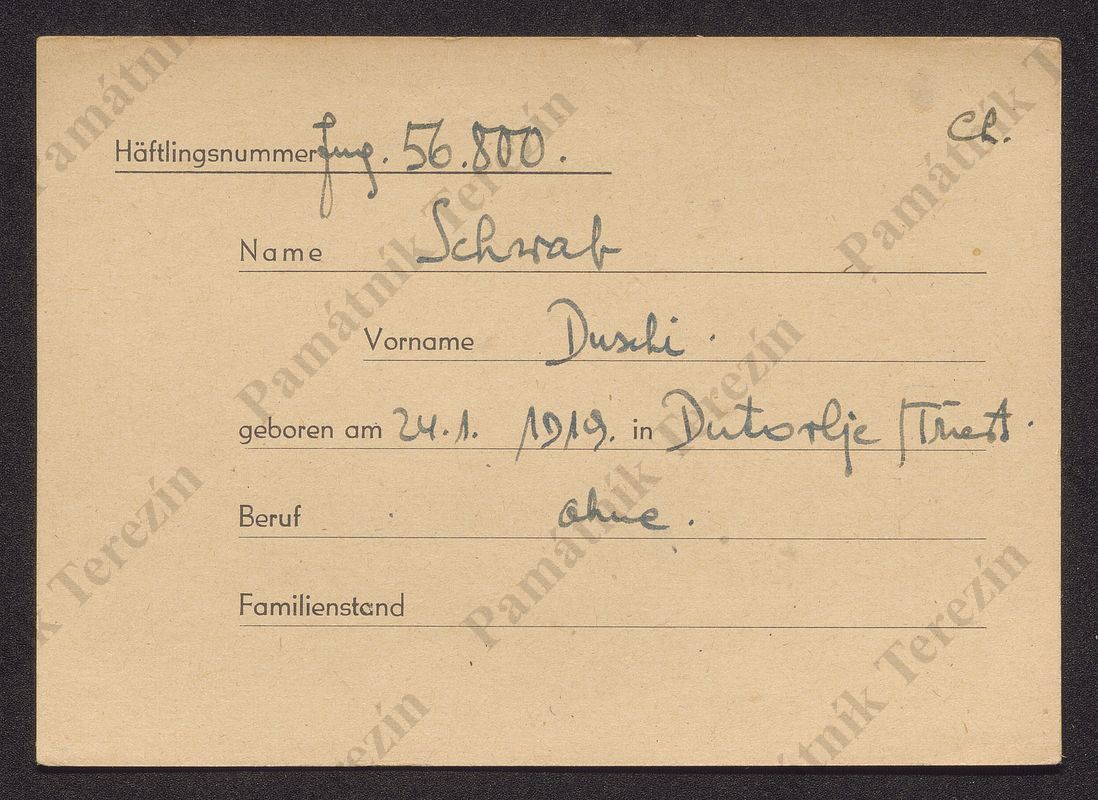 Ch.
Häftlingsnummer Jug. 56.800.
Name Schwab
Vorname Duschi.
geboren am 24.1. 1919. in Dutovlje /Triest.
Beruf ohne.
Familienstand
Památník Terezín